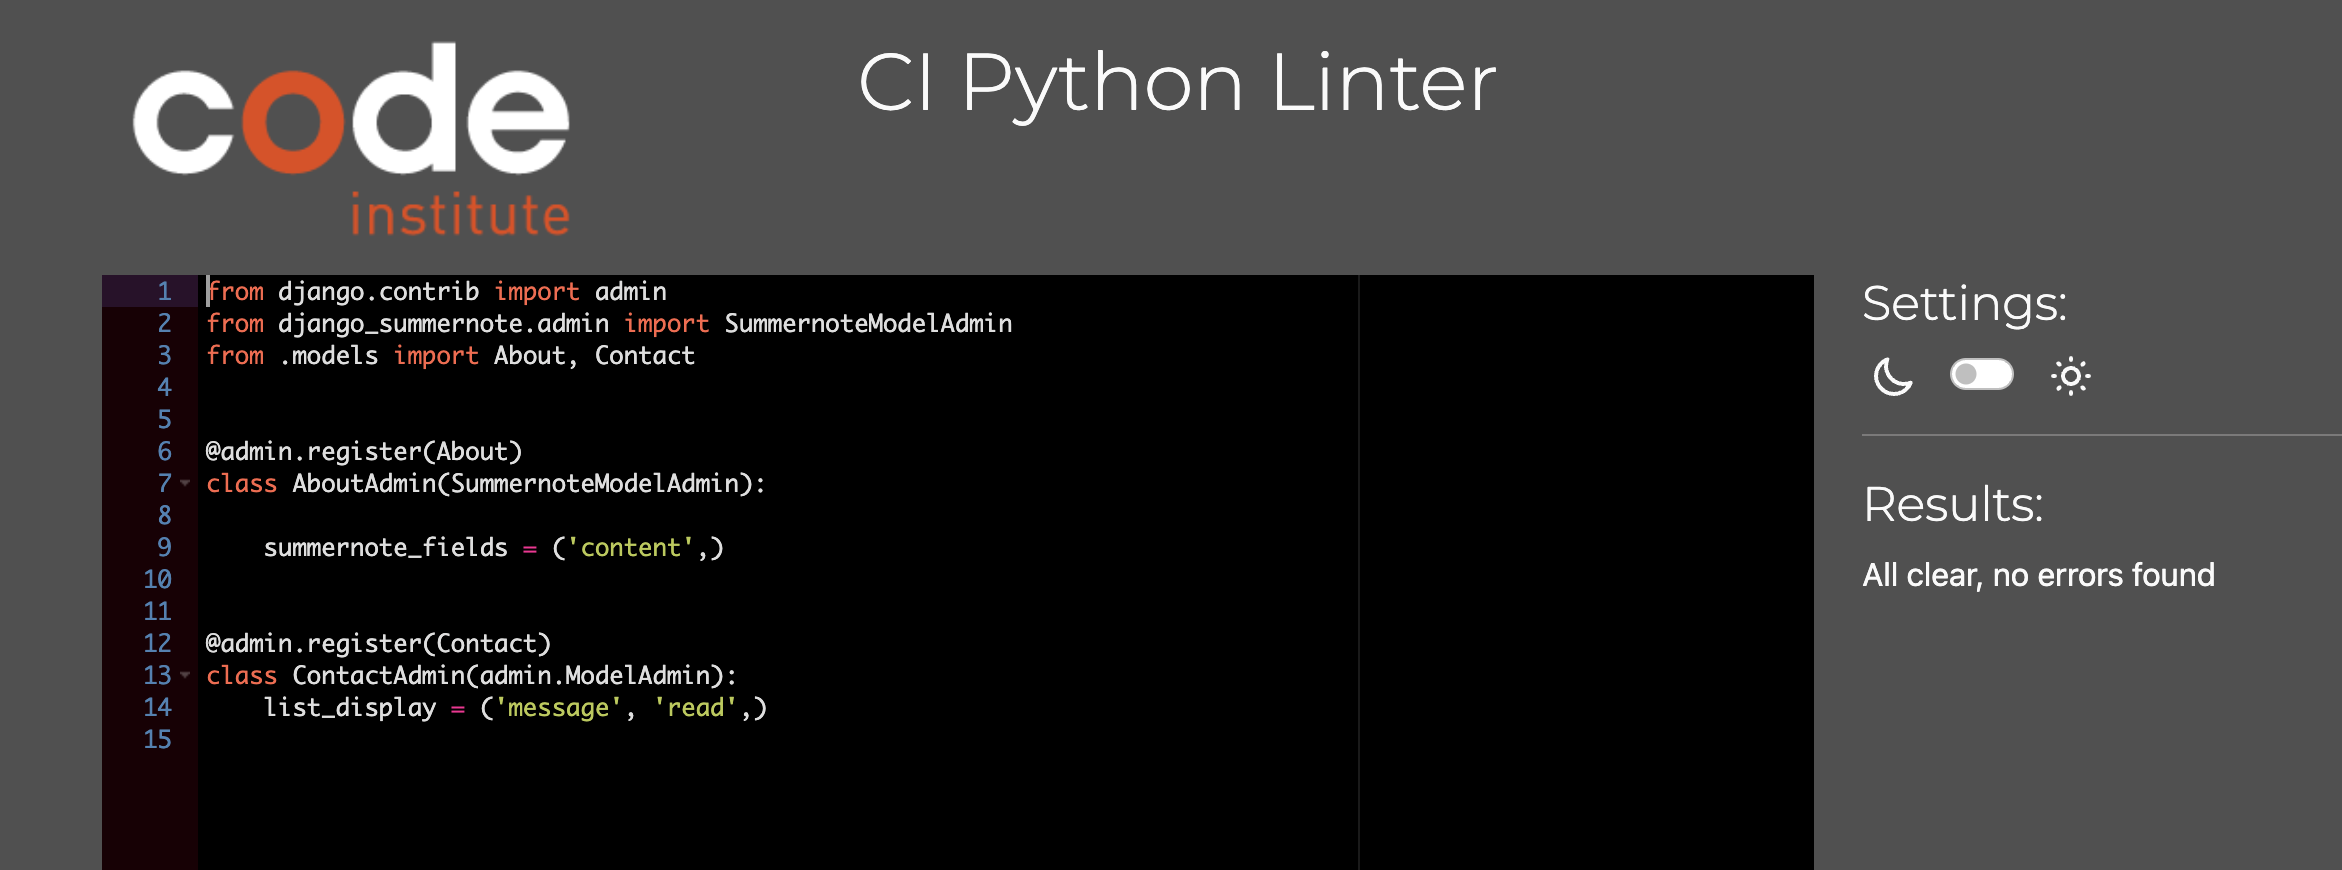 code
institute
CI Python Linter
1 from django.contrib import admin
2 from django_summernote.admin import SummernoteModelAdmin
3 from .models import About, Contact
4
5
6 @admin.register(About)
7 class AboutAdmin(SummernoteModelAdmin):
8
9     summernote_fields = ('content',)
10
11
12 @admin.register(Contact)
13 class ContactAdmin(admin.ModelAdmin):
14     list_display = ('message', 'read',)
15
Settings:
Results:
All clear, no errors found